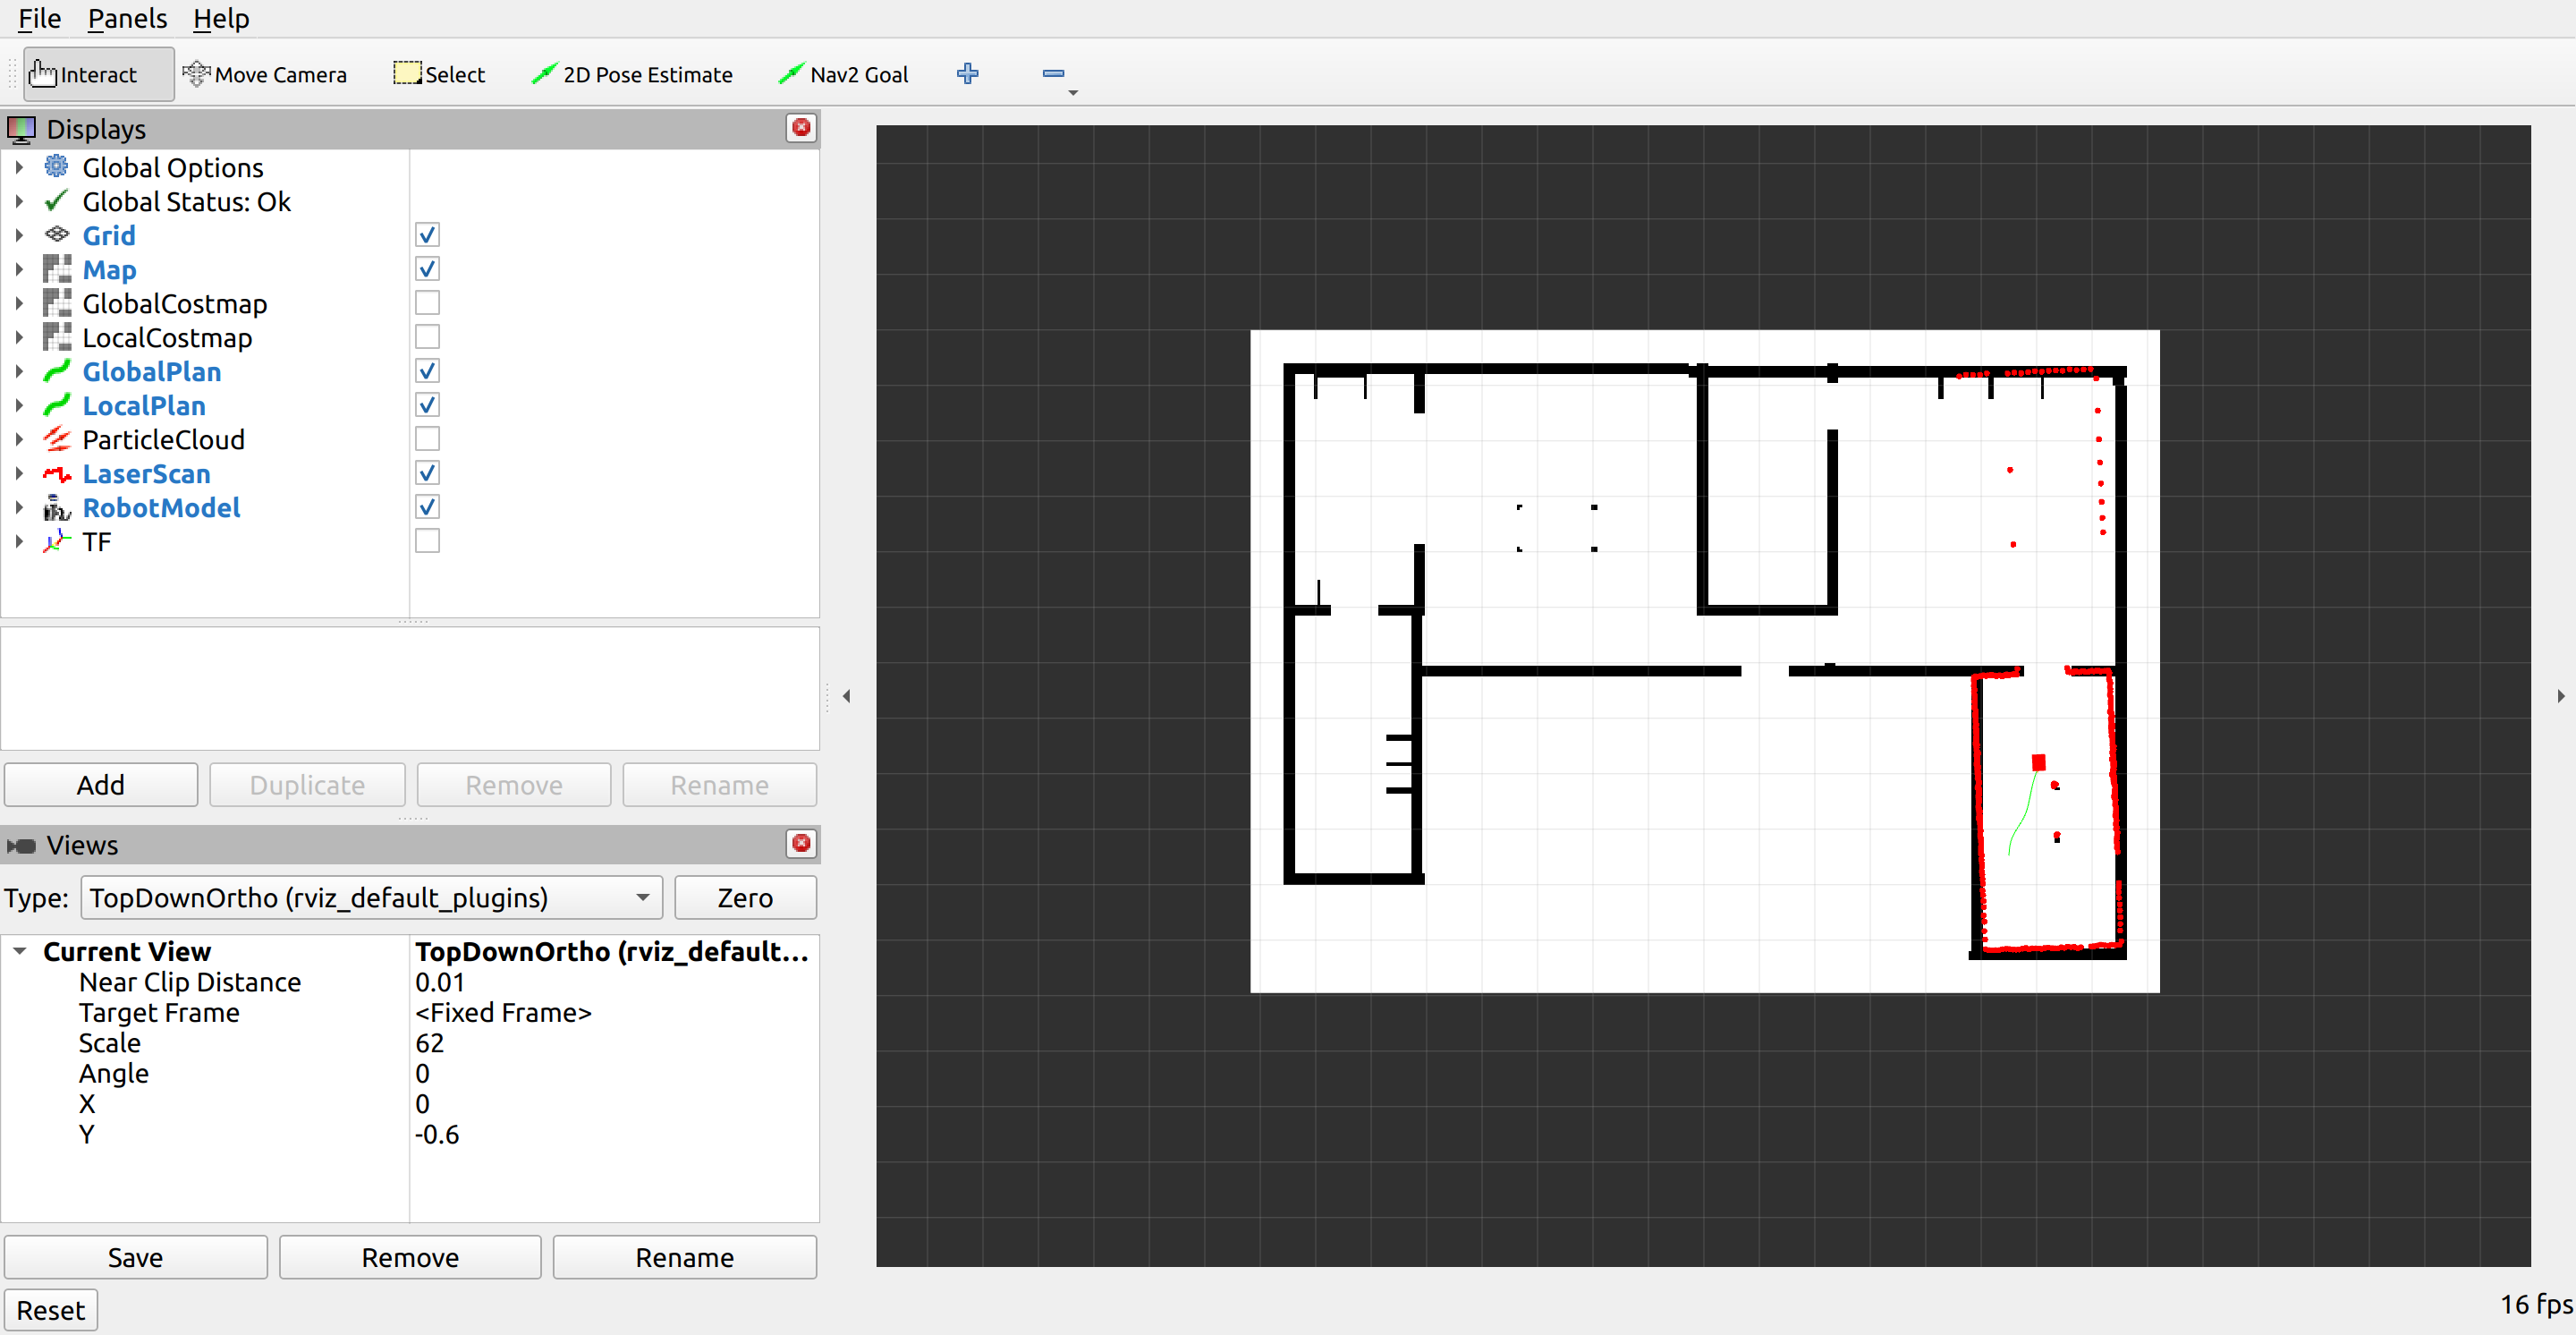 File Panels Help
Interact Move Camera Select 2D Pose Estimate Nav2 Goal
Displays
Global Options
Global Status: Ok
Grid
Map
GlobalCostmap
LocalCostmap
GlobalPlan
LocalPlan
ParticleCloud
LaserScan
RobotModel
TF
Add Duplicate Remove Rename
Views
Type: TopDownOrtho (rviz_default_plugins) Zero
Current View TopDownOrtho (rviz_default...
Near Clip Distance 0.01
Target Frame <Fixed Frame>
Scale 62
Angle 0
X 0
Y -0.6
Save Remove Rename
Reset 16 fps